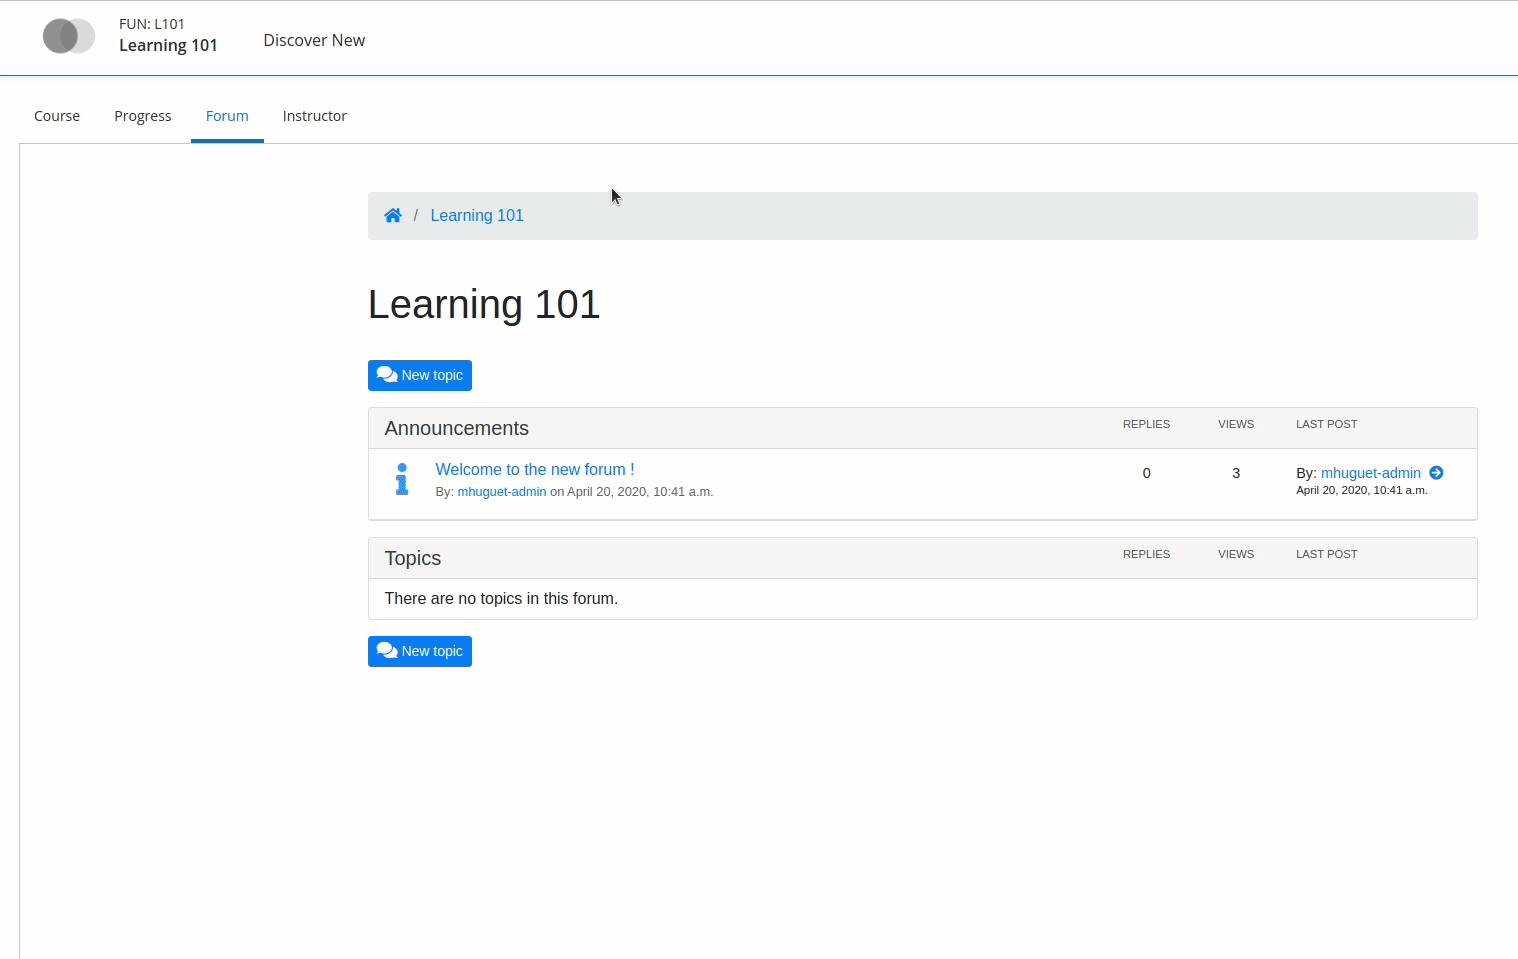 FUN: L101
Learning 101
Discover New
Course
Progress
Forum
Instructor
/ Learning 101
Learning 101
New topic
Announcements REPLIES VIEWS LAST POST
Welcome to the new forum ! 0 3 By: mhuguet-admin
By: mhuguet-admin on April 20, 2020, 10:41 a.m. April 20, 2020, 10:41 a.m.
Topics REPLIES VIEWS LAST POST
There are no topics in this forum.
New topic